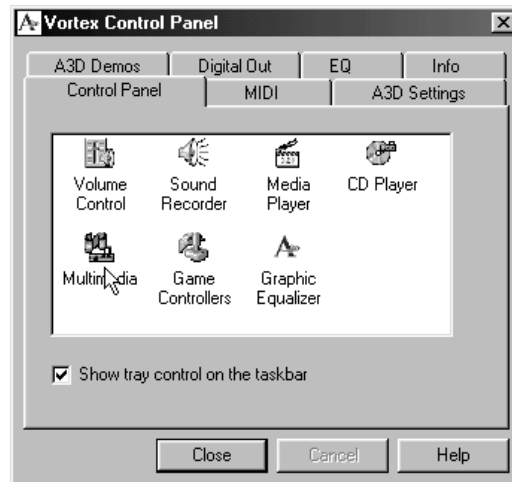 Vortex Control Panel
A3D Demos
Digital Out
EQ
Info
Control Panel
MIDI
A3D Settings
Volume
Control
Sound
Recorder
Media
Player
CD Player
Multimedia
Game
Controllers
Graphic
Equalizer
Show tray control on the taskbar
Close
Cancel
Help